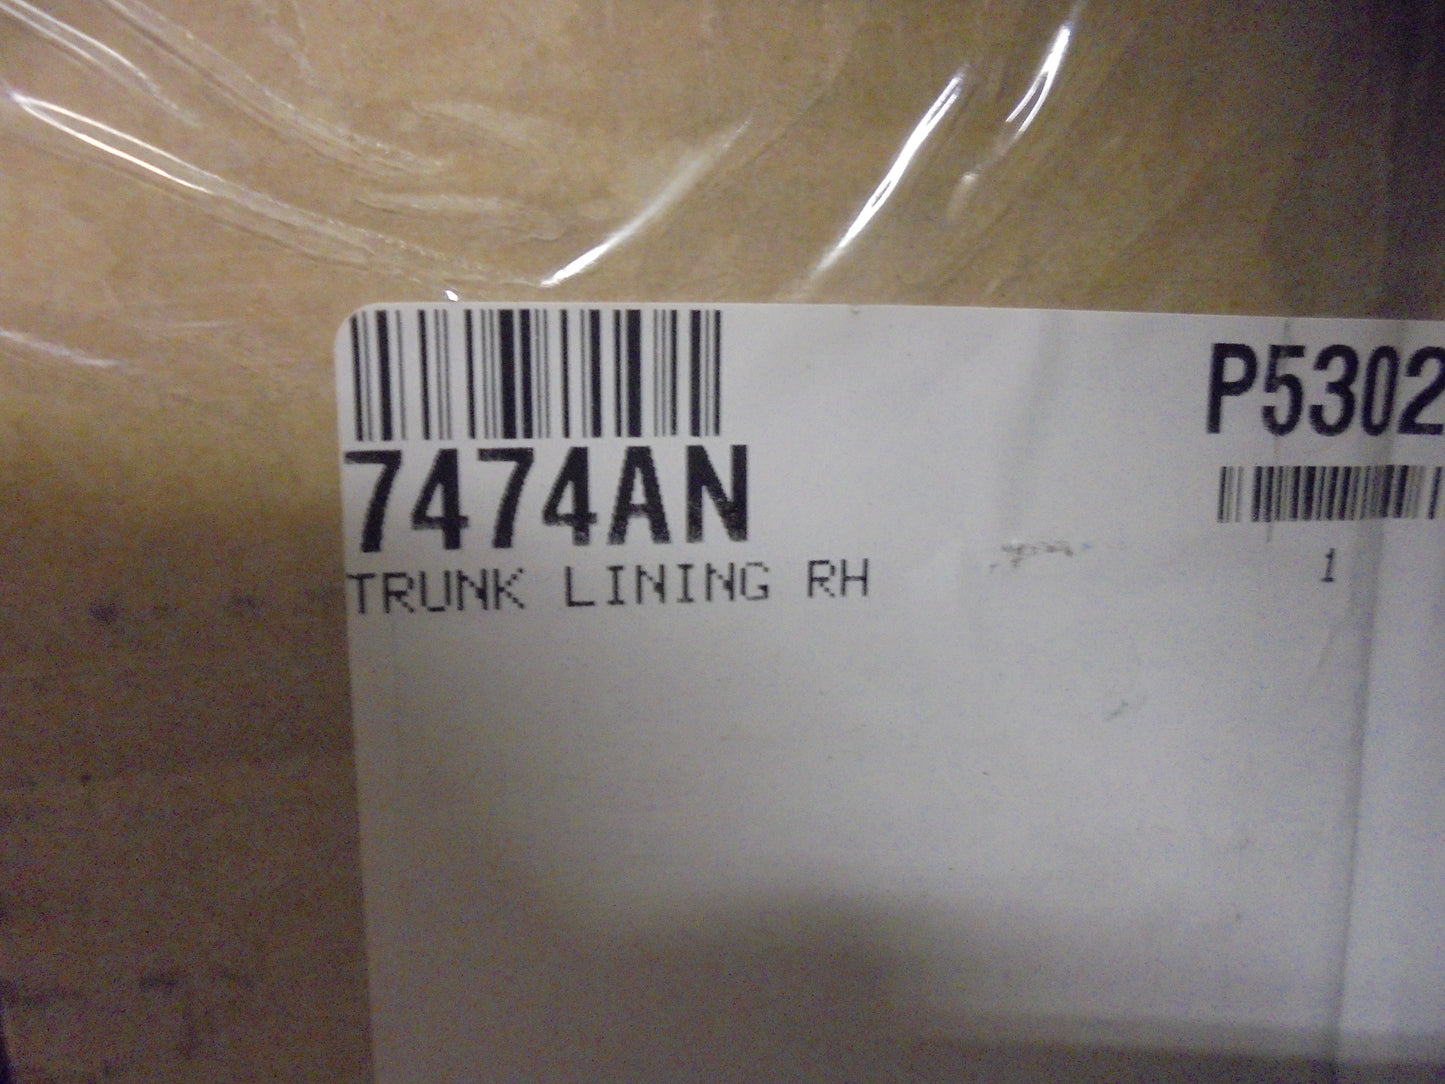 7474AN
TRUNK LINING RH
P5302
1